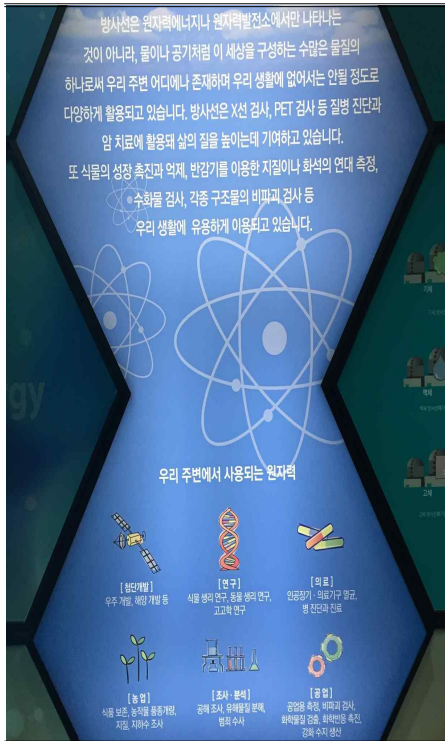 방사선은 원자력에너지나 원자력발전소에서만 나타나는
것이 아니라, 물이나 공기처럼 이 세상을 구성하는 수많은 물질의
하나로써 우리 주변 어디에나 존재하며 우리 생활에 없어서는 안될 정도로
다양하게 활용되고 있습니다. 방사선은 X선 검사, PET 검사 등 질병 진단과
암 치료에 활용돼 삶의 질을 높이는데 기여하고 있습니다.
또 식물의 성장 촉진과 억제, 반감기를 이용한 지질이나 화석의 연대 측정,
수화물 검사, 각종 구조물의 비파괴 검사 등
우리 생활에 유용하게 이용되고 있습니다.
gy
기체
액체
고체
우리 주변에서 사용되는 원자력
[첨단개발]
우주 개발, 해양 개발 등
[연구]
식물 생리 연구, 동물 생리 연구,
고고학 연구
[의료]
인공장기·의료기구 멸균,
병 진단과 진료
[농업]
식품 보존, 농작물 품종개량,
지질, 지하수 조사
[조사·분석]
공해 조사, 유해물질 분해,
범죄 수사
[공업]
공업용 측정, 비파괴 검사,
화학물질 검출, 화학반응 촉진,
강화 수지 생산